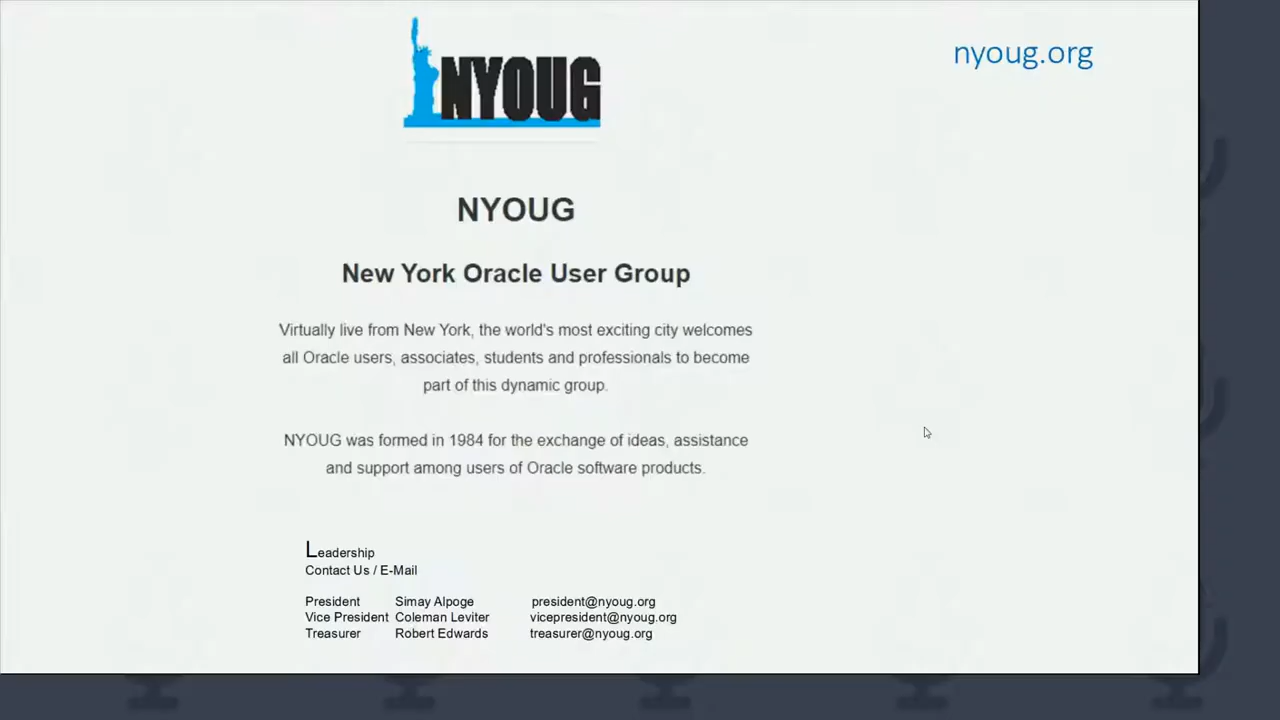 NYOUG
nyoug.org
NYOUG
New York Oracle User Group
Virtually live from New York, the world's most exciting city welcomes
all Oracle users, associates, students and professionals to become
part of this dynamic group.
NYOUG was formed in 1984 for the exchange of ideas, assistance
and support among users of Oracle software products.
Leadership
Contact Us / E-Mail
President Simay Alpoge president@nyoug.org
Vice President Coleman Leviter vicepresident@nyoug.org
Treasurer Robert Edwards treasurer@nyoug.org